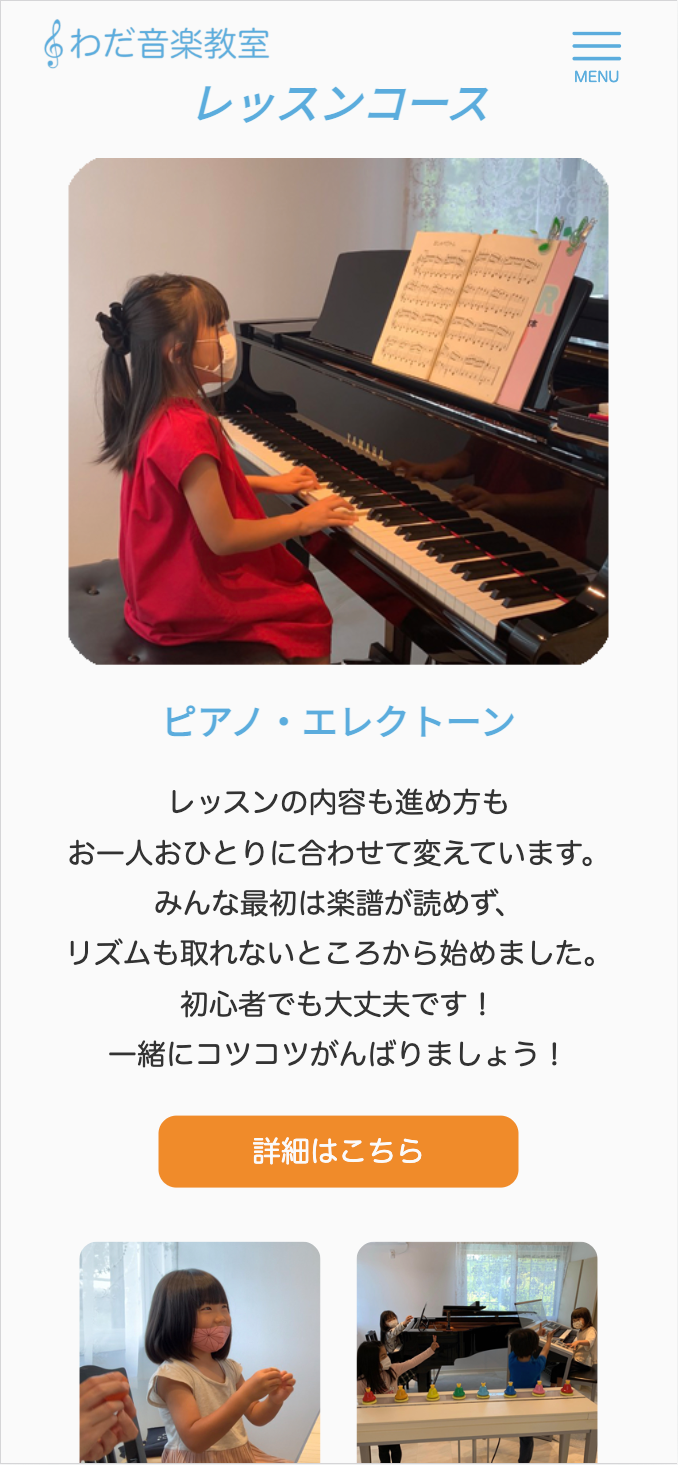 わだ音楽教室
MENU
レッスンコース
YAMAHA
ピアノ・エレクトーン
レッスンの内容も進め方も
お一人おひとりに合わせて変えています。
みんな最初は楽譜が読めず、
リズムも取れないところから始めました。
初心者でも大丈夫です！
一緒にコツコツがんばりましょう！
詳細はこちら